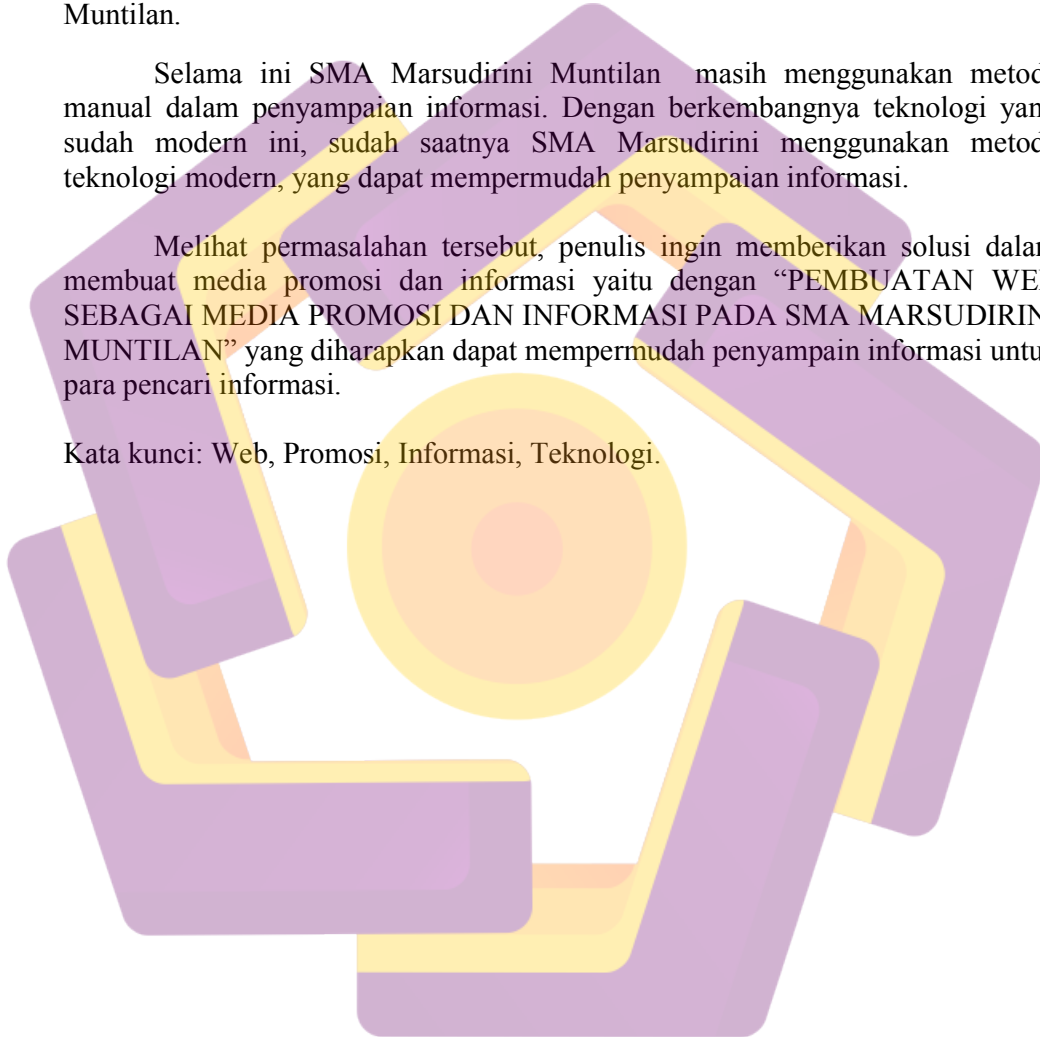 Muntilan.
Selama ini SMA Marsudirini Muntilan masih menggunakan metod
manual dalam penyampaian informasi. Dengan berkembangnya teknologi yan
sudah modern ini, sudah saatnya SMA Marsudirini menggunakan metod
teknologi modern, yang dapat mempermudah penyampaian informasi.
Melihat permasalahan tersebut, penulis ingin memberikan solusi dalam
membuat media promosi dan informasi yaitu dengan “PEMBUATAN WEB
SEBAGAI MEDIA PROMOSI DAN INFORMASI PADA SMA MARSUDIRIN
MUNTILAN” yang diharapkan dapat mempermudah penyampain informasi untu
para pencari informasi.
Kata kunci: Web, Promosi, Informasi, Teknologi.